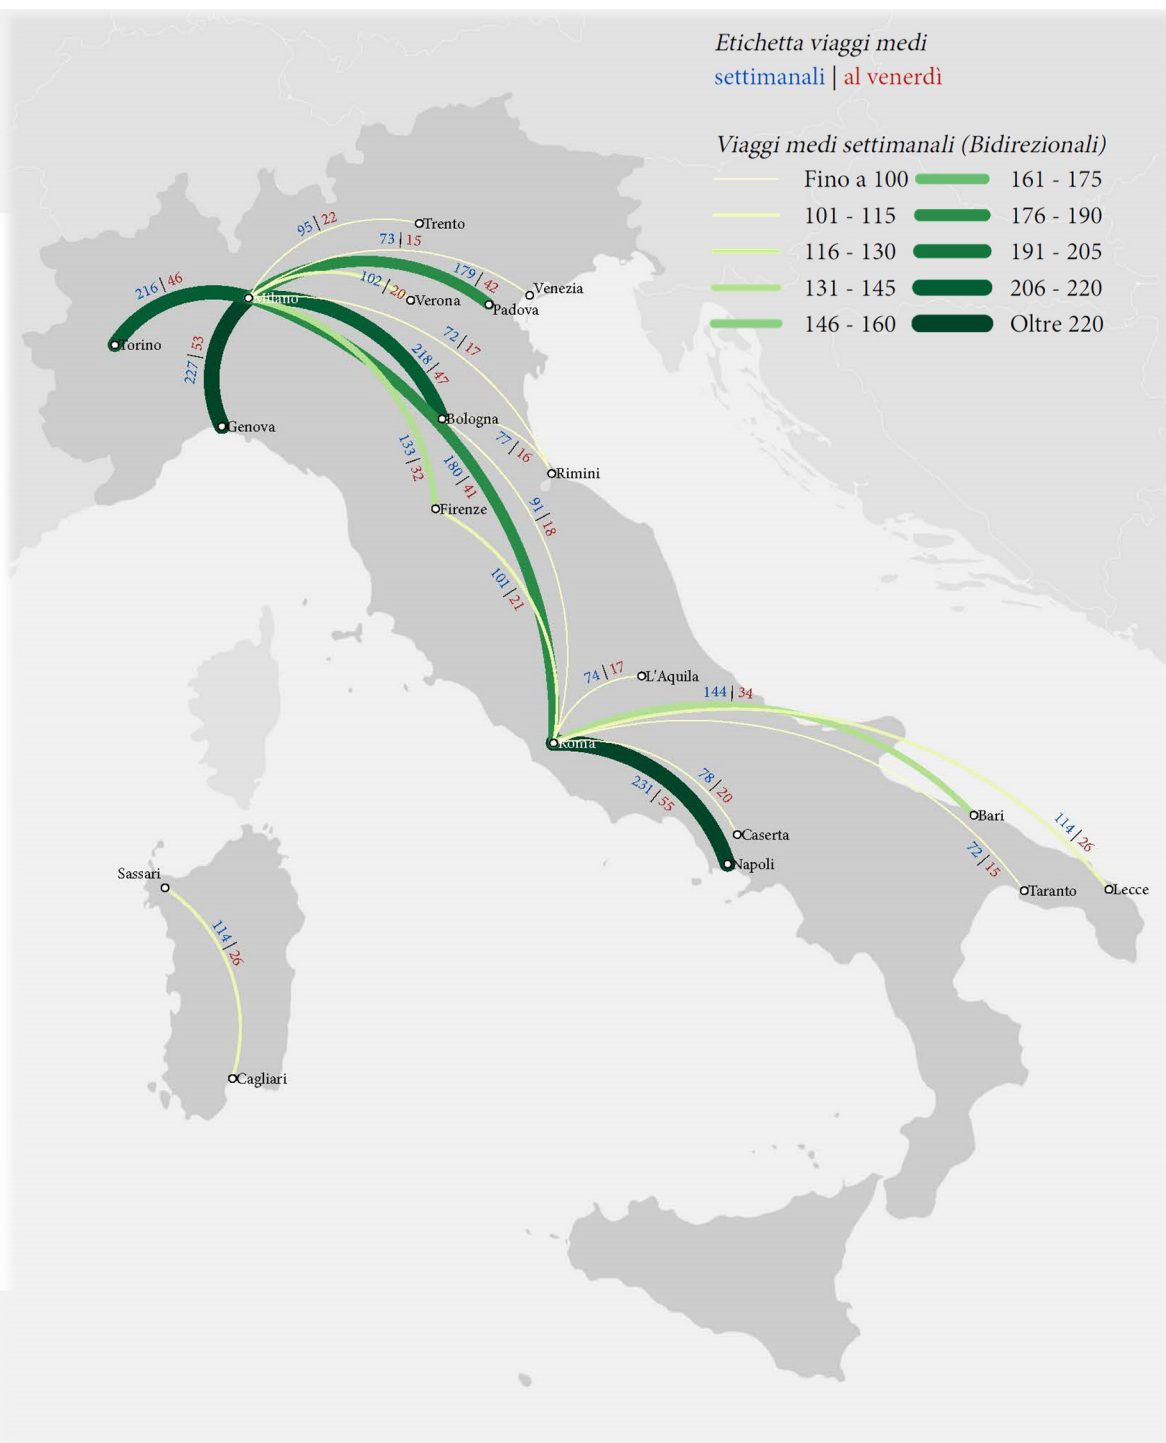 Etichetta viaggi medi
settimanali | al venerdì
Viaggi medi settimanali (Bidirezionali)
Fino a 100
161 - 175
101 - 115
176 - 190
116 - 130
191 - 205
131 - 145
206 - 220
146 - 160
Oltre 220
95 | 22
Trento
73 | 15
179 | 42
102 | 20
Venezia
216 | 46
Milano
Verona
Padova
72 | 17
Torino
227 | 53
218 | 47
Bologna
Genova
77 | 16
133 | 32
180 | 41
Rimini
91 | 18
Firenze
101 | 21
74 | 17
L'Aquila
144 | 34
Roma
78 | 20
231 | 55
Bari
114 | 26
Caserta
72 | 15
Napoli
Sassari
Taranto
Lecce
114 | 26
Cagliari